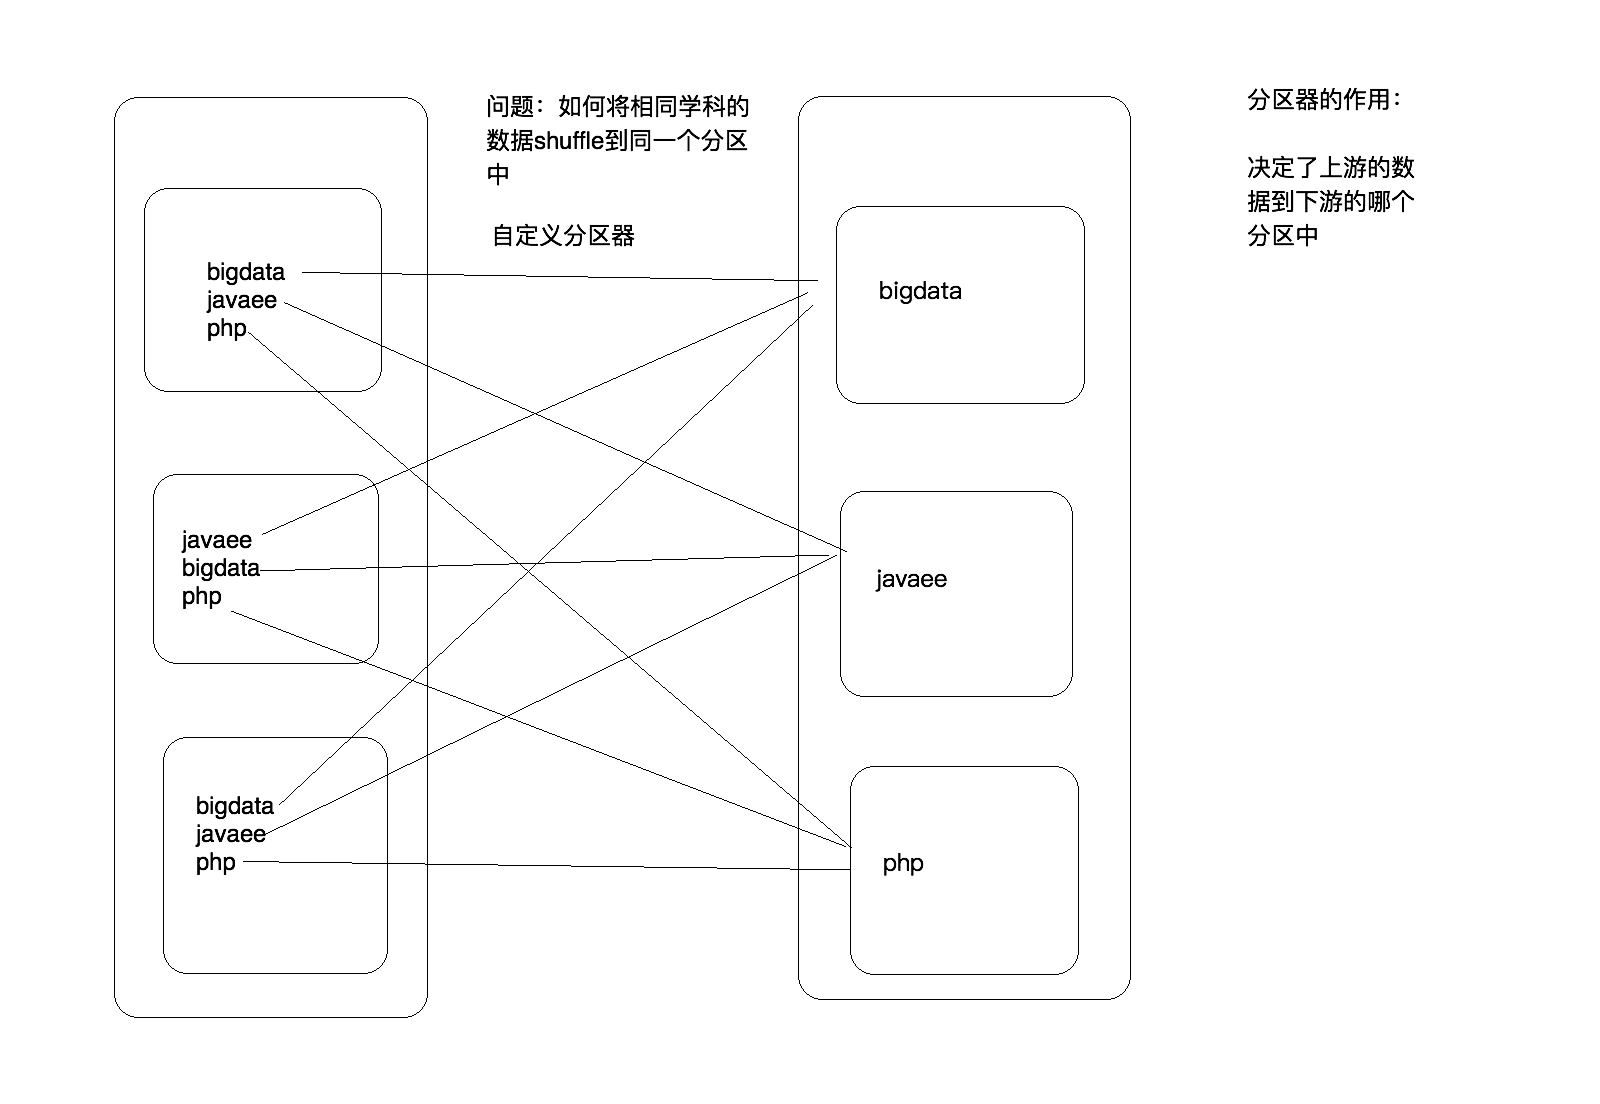 问题：如何将相同学科的
数据shuffle到同一个分区
中
自定义分区器
bigdata
javaee
php
javaee
bigdata
php
bigdata
javaee
php
bigdata
javaee
php
分区器的作用：
决定了上游的数
据到下游的哪个
分区中